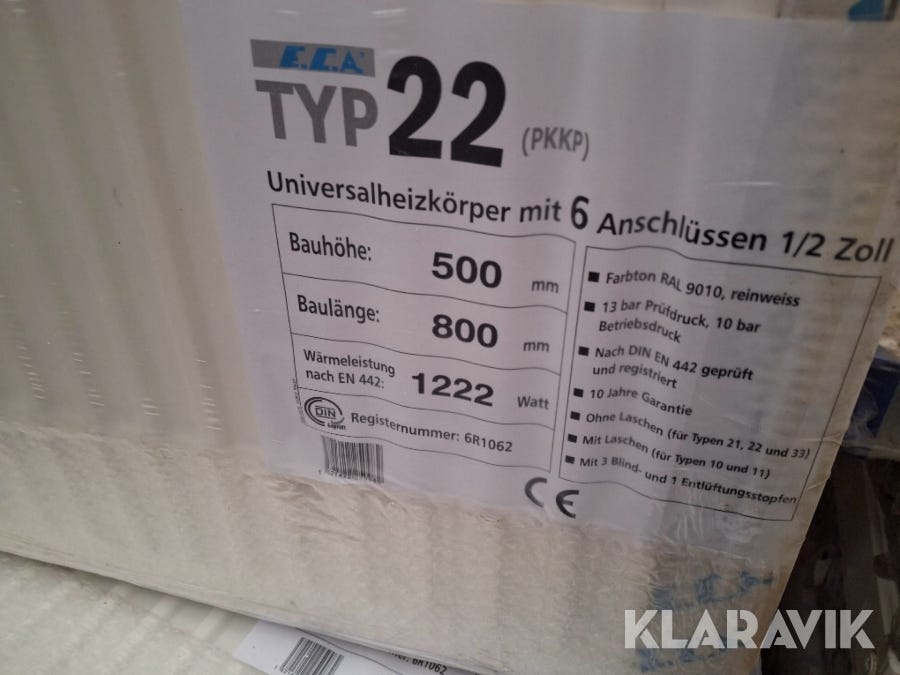 E.C.A.
TYP 22 (PKKP)
Universalheizkörper mit 6 Anschlüssen 1/2 Zoll
Bauhöhe: 500 mm
Baulänge: 800 mm
Wärmeleistung
nach EN 442: 1222 Watt
DIN
Registernummer: 6R1062
■ Farbton RAL 9010, reinweiss
■ 13 bar Prüfdruck, 10 bar
Betriebsdruck
■ Nach DIN EN 442 geprüft
und registriert
■ 10 Jahre Garantie
■ Ohne Laschen (für Typen 21, 22 und 33)
■ Mit Laschen (für Typen 10 und 11)
■ Mit 3 Blind- und 1 Entlüftungsstopfen
CE
E.C.A.
KLARAVIK
6R1062